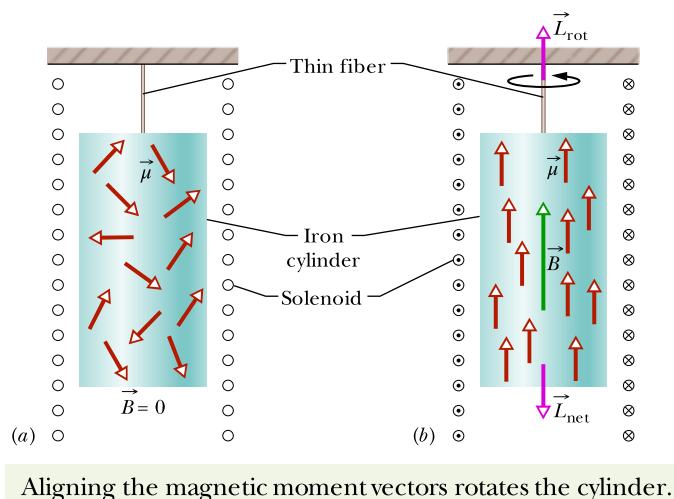 L⃗rot
Thin fiber
μ⃗
μ⃗
Iron
cylinder
B⃗
Solenoid
B⃗ = 0
L⃗net
(a)
(b)
Aligning the magnetic moment vectors rotates the cylinder.